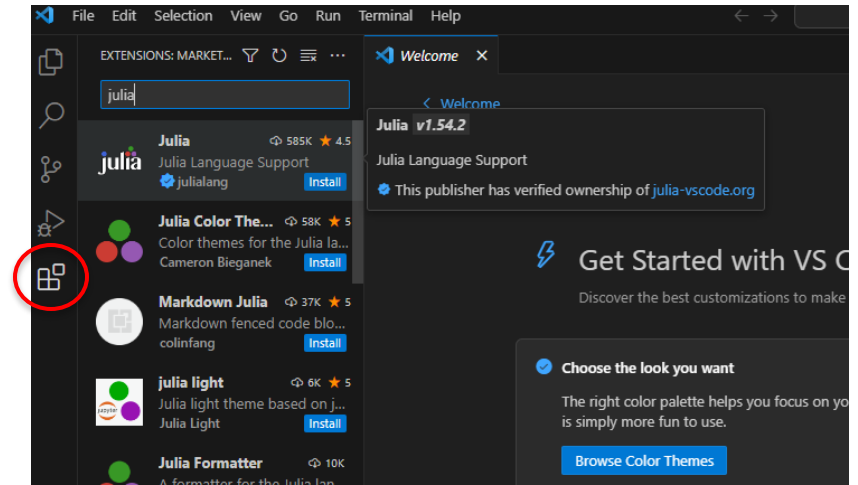 File Edit Selection View Go Run Terminal Help
EXTENSIONS: MARKET...
julia
julia
Julia 585K 4.5
Julia Language Support
julialang Install
Julia Color The... 58K 5
Color themes for the Julia la...
Cameron Bieganek Install
Markdown Julia 37K 5
Markdown fenced code blo...
colinfang Install
jupyter
julia light 6K 5
Julia light theme based on j...
Julia Light Install
Julia Formatter 10K
A formatter for the Julia lan
Welcome
Welcome
Julia v1.54.2
Julia Language Support
This publisher has verified ownership of julia-vscode.org
Get Started with VS C
Discover the best customizations to make
Choose the look you want
The right color palette helps you focus on yo
is simply more fun to use.
Browse Color Themes